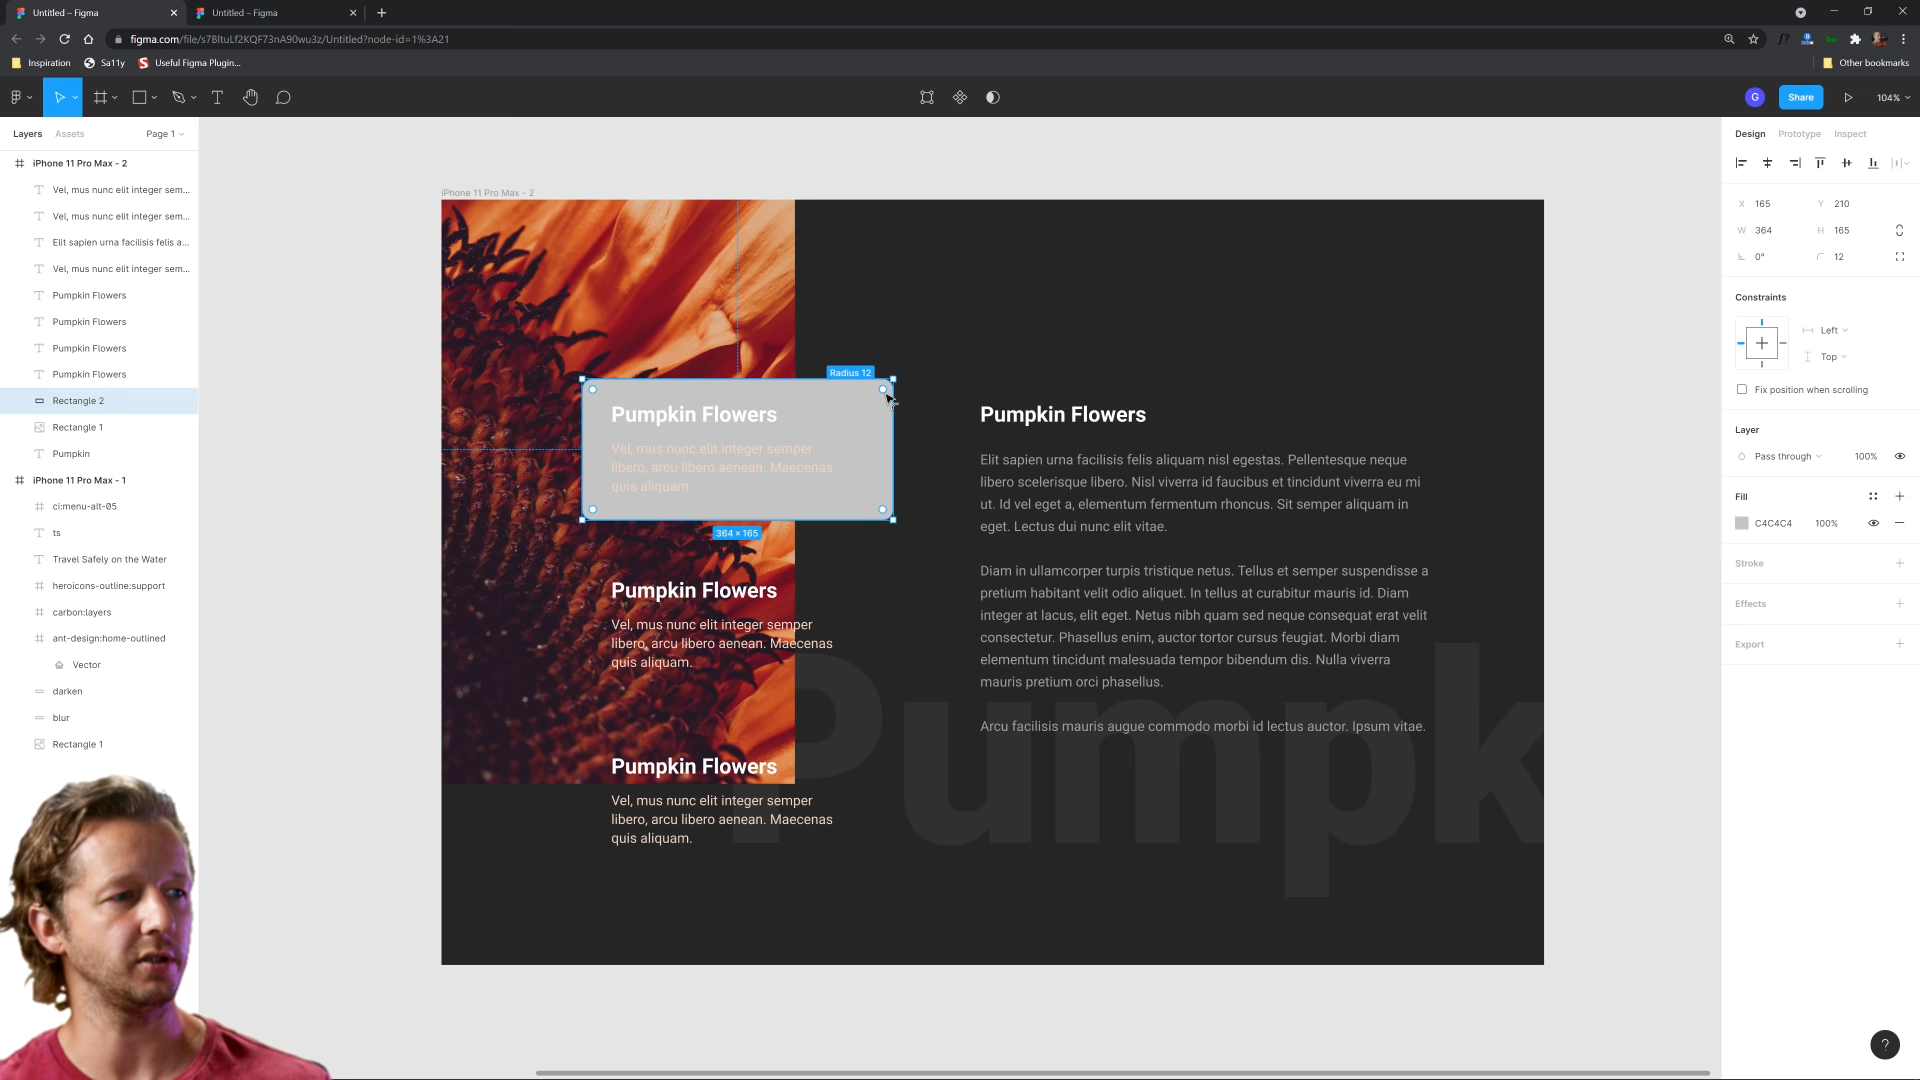 Untitled – Figma
Untitled – Figma
figma.com/file/s7BltuLf2KQF73nA90wu3z/Untitled?node-id=1%3A21
Inspiration
Sa11y
Useful Figma Plugin...
Other bookmarks
G
Share
104%
Layers
Assets
Page 1
iPhone 11 Pro Max - 2
Vel, mus nunc elit integer sem...
Vel, mus nunc elit integer sem...
Elit sapien urna facilisis felis a...
Vel, mus nunc elit integer sem...
Pumpkin Flowers
Pumpkin Flowers
Pumpkin Flowers
Pumpkin Flowers
Rectangle 2
Rectangle 1
Pumpkin
iPhone 11 Pro Max - 1
ci:menu-alt-05
ts
Travel Safely on the Water
heroicons-outline:support
carbon:layers
ant-design:home-outlined
Vector
darken
blur
Rectangle 1
iPhone 11 Pro Max - 2
Radius 12
Pumpkin Flowers
Vel, mus nunc elit integer semper
libero, arcu libero aenean. Maecenas
quis aliquam.
364 × 165
Pumpkin Flowers
Vel, mus nunc elit integer semper
libero, arcu libero aenean. Maecenas
quis aliquam.
Pumpkin Flowers
Vel, mus nunc elit integer semper
libero, arcu libero aenean. Maecenas
quis aliquam.
Pumpkin Flowers
Elit sapien urna facilisis felis aliquam nisl egestas. Pellentesque neque
libero scelerisque libero. Nisl viverra id faucibus et tincidunt viverra eu mi
ut. Id vel eget a, elementum fermentum rhoncus. Sit semper aliquam in
eget. Lectus dui nunc elit vitae.
Diam in ullamcorper turpis tristique netus. Tellus et semper suspendisse a
pretium habitant velit odio aliquet. In tellus at curabitur mauris id. Diam
integer at lacus, elit eget. Netus nibh quam sed neque consequat erat velit
consectetur. Phasellus enim, auctor tortor cursus feugiat. Morbi diam
elementum tincidunt malesuada tempor bibendum dis. Nulla viverra
mauris pretium orci phasellus.
Arcu facilisis mauris augue commodo morbi id lectus auctor. Ipsum vitae.
Pumpk
Design
Prototype
Inspect
X 165
Y 210
W 364
H 165
0°
12
Constraints
Left
Top
Fix position when scrolling
Layer
Pass through
100%
Fill
C4C4C4
100%
Stroke
Effects
Export
?